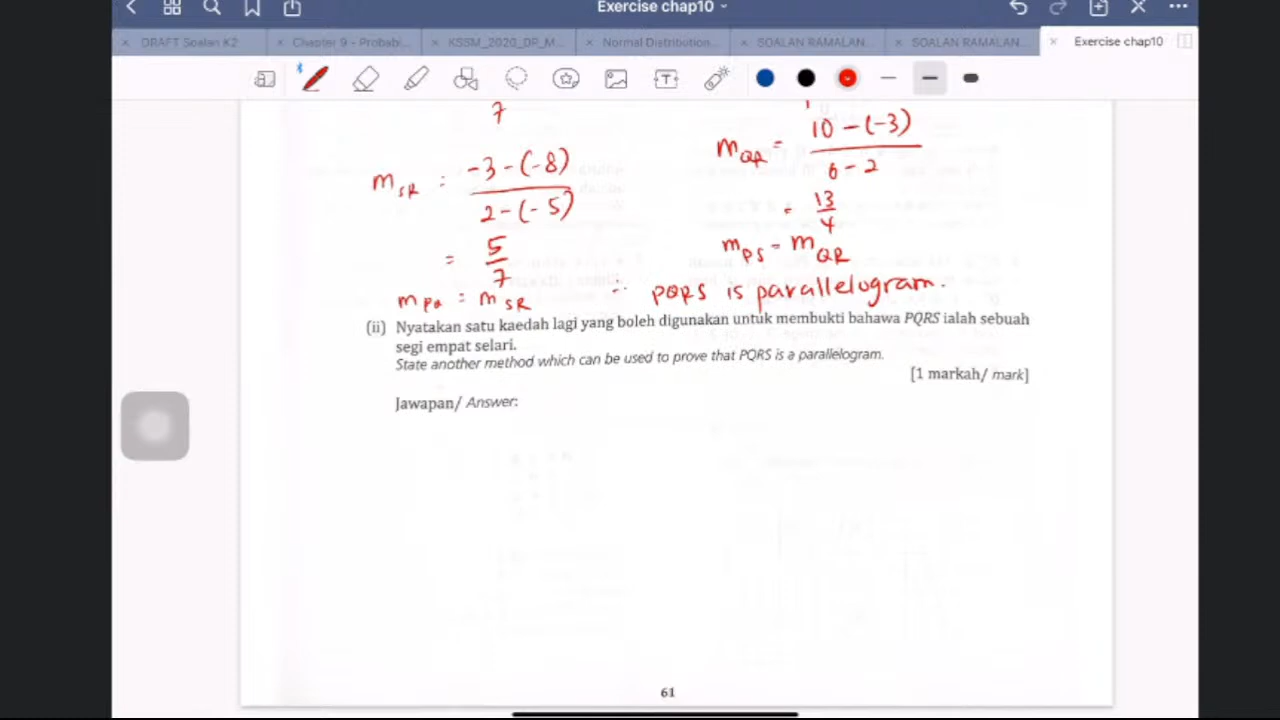 Exercise chap10
DRAFT Soalan K2
Chapter 9 - Probabi...
KSSM_2020_DP_M...
Normal Distribution...
SOALAN RAMALAN...
SOALAN RAMALAN...
Exercise chap10
7
m_SR = -3 - (-8) / 2 - (-5)
= 5/7
m_PQ = m_SR
m_QR = 10 - (-3) / 6 - 2
= 13/4
m_PS = m_QR
∴ PQRS is parallelogram.
(ii) Nyatakan satu kaedah lagi yang boleh digunakan untuk membukti bahawa PQRS ialah sebuah
segi empat selari.
State another method which can be used to prove that PQRS is a parallelogram.
[1 markah/ mark]
Jawapan/ Answer:
61